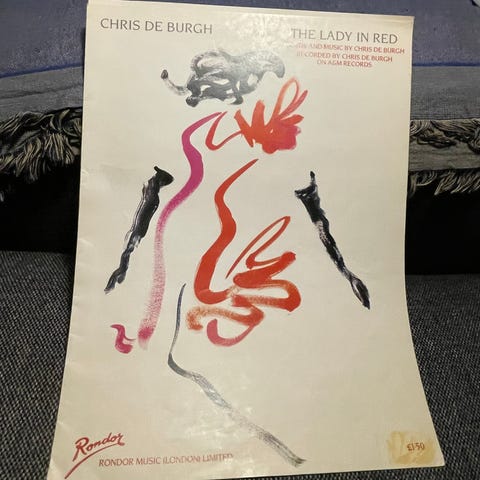 CHRIS DE BURGH
THE LADY IN RED
AND MUSIC BY CHRIS DE BURGH
RECORDED BY CHRIS DE BURGH
ON A&M RECORDS
Rondor
RONDOR MUSIC (LONDON) LIMITED
£1·50